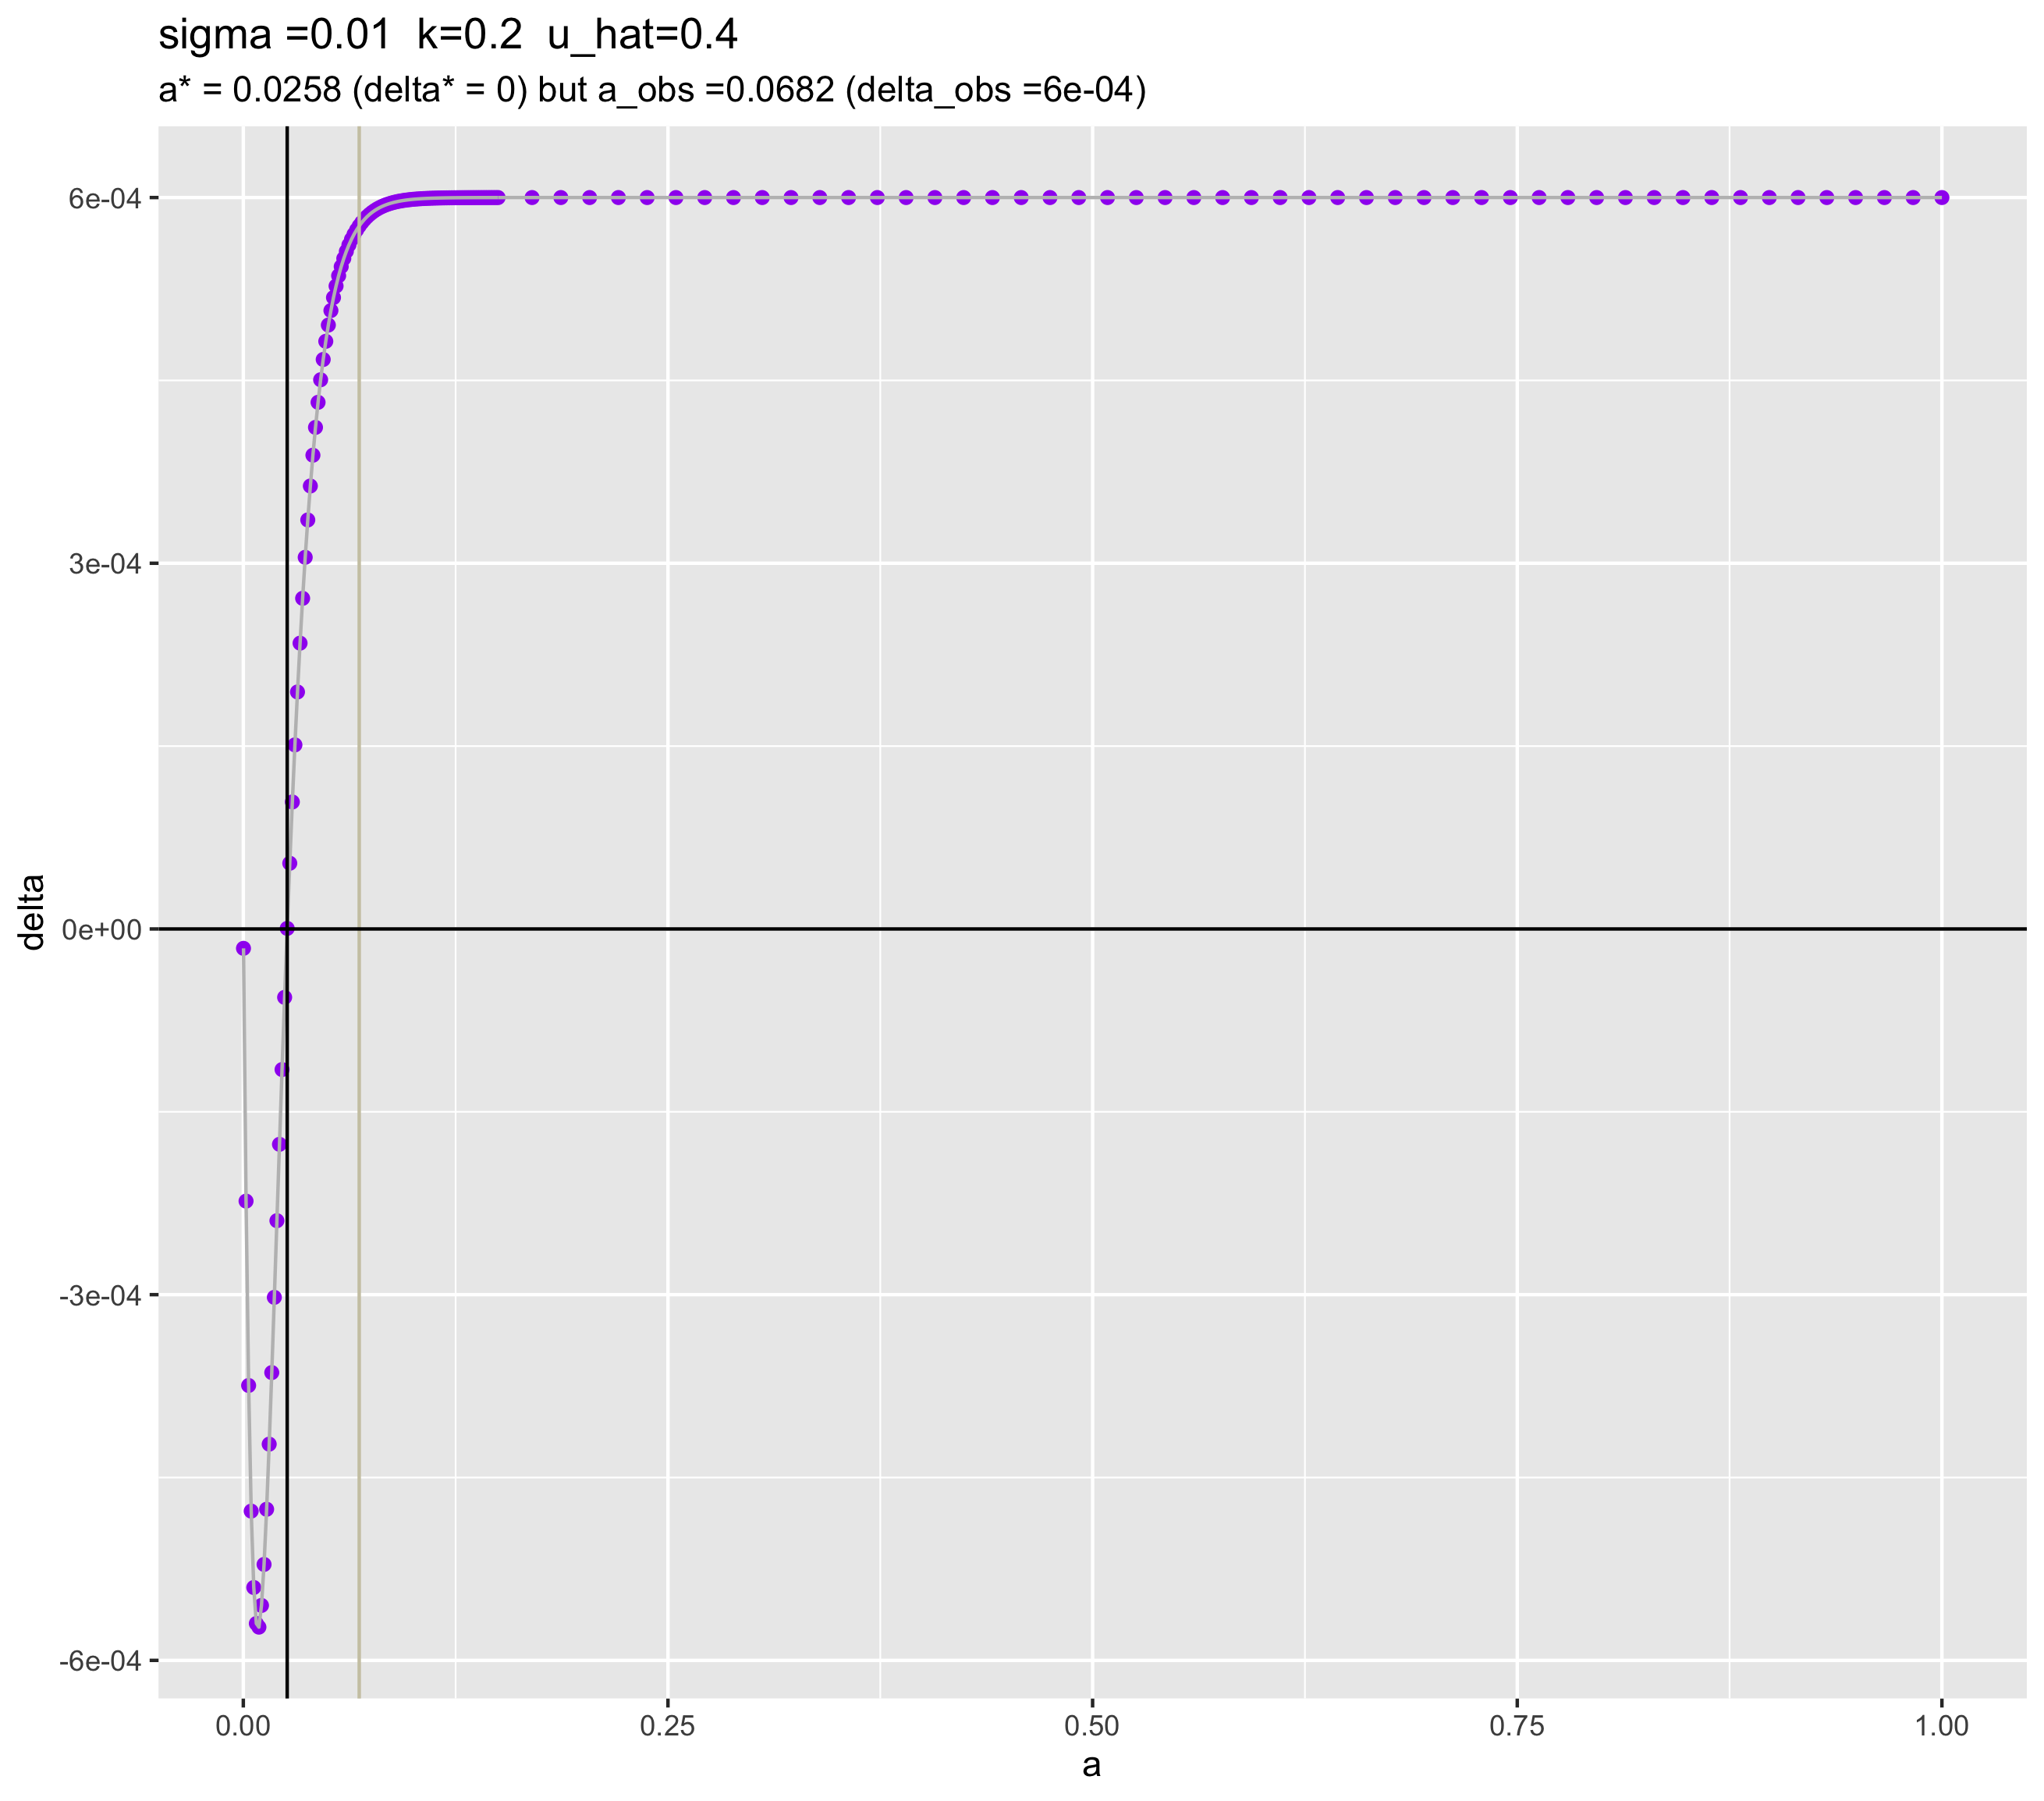 sigma =0.01  k=0.2  u_hat=0.4
a* = 0.0258 (delta* = 0) but a_obs =0.0682 (delta_obs =6e-04)
6e-04
3e-04
0e+00
-3e-04
-6e-04
delta
0.00
0.25
0.50
0.75
1.00
a